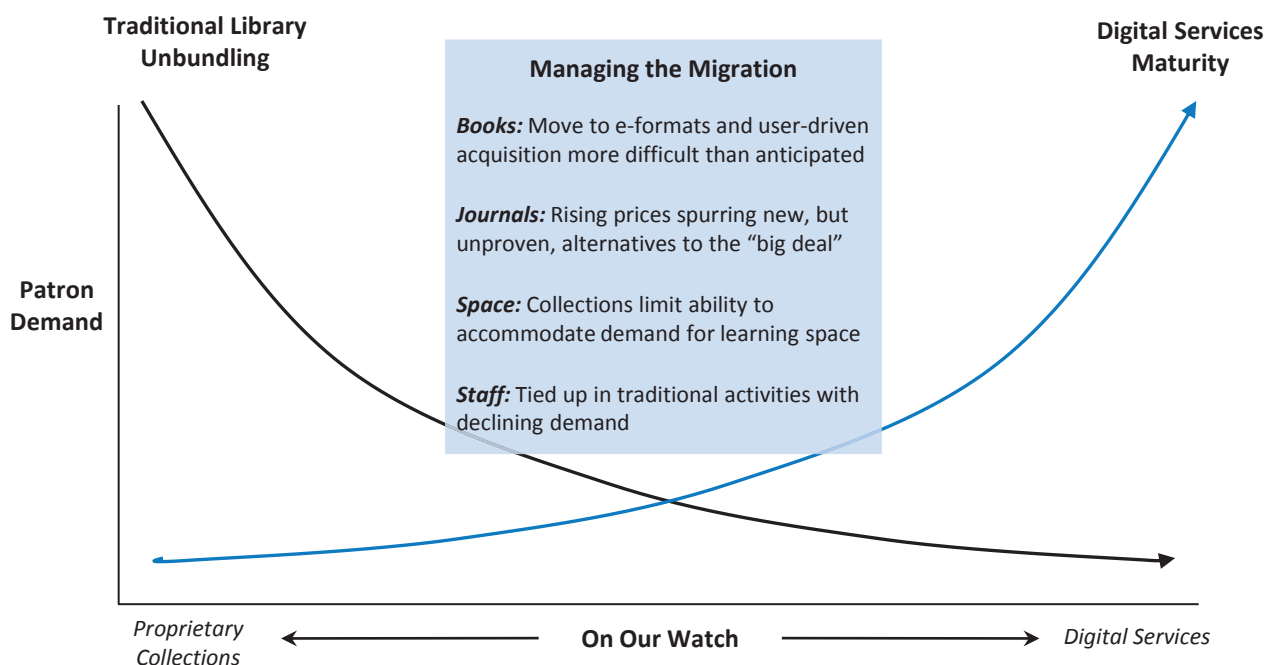 Traditional Library
Unbundling
Digital Services
Maturity
Managing the Migration
Books: Move to e-formats and user-driven
acquisition more difficult than anticipated
Journals: Rising prices spurring new, but
unproven, alternatives to the “big deal”
Space: Collections limit ability to
accommodate demand for learning space
Staff: Tied up in traditional activities with
declining demand
Patron
Demand
Proprietary
Collections
On Our Watch
Digital Services